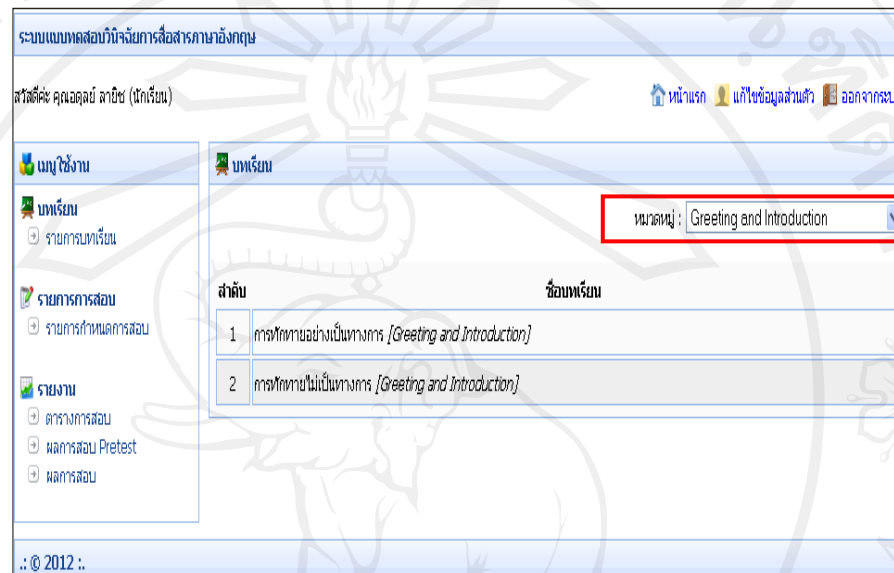 ระบบแบบทดสอบวินิจฉัยการสื่อสารภาษาอังกฤษ
สวัสดีค่ะ คุณอดุลย์ ลายิช (นักเรียน)
หน้าแรก แก้ไขข้อมูลส่วนตัว ออกจากระบ
เมนูใช้งาน
บทเรียน
รายการบทเรียน
รายการการสอบ
รายการกำหนดการสอบ
รายงาน
ตารางการสอบ
ผลการสอบ Pretest
ผลการสอบ
บทเรียน
หมวดหมู่ : Greeting and Introduction
ลำดับ ชื่อบทเรียน
1 การทักทายอย่างเป็นทางการ [Greeting and Introduction]
2 การทักทายไม่เป็นทางการ [Greeting and Introduction]
.: © 2012 :.